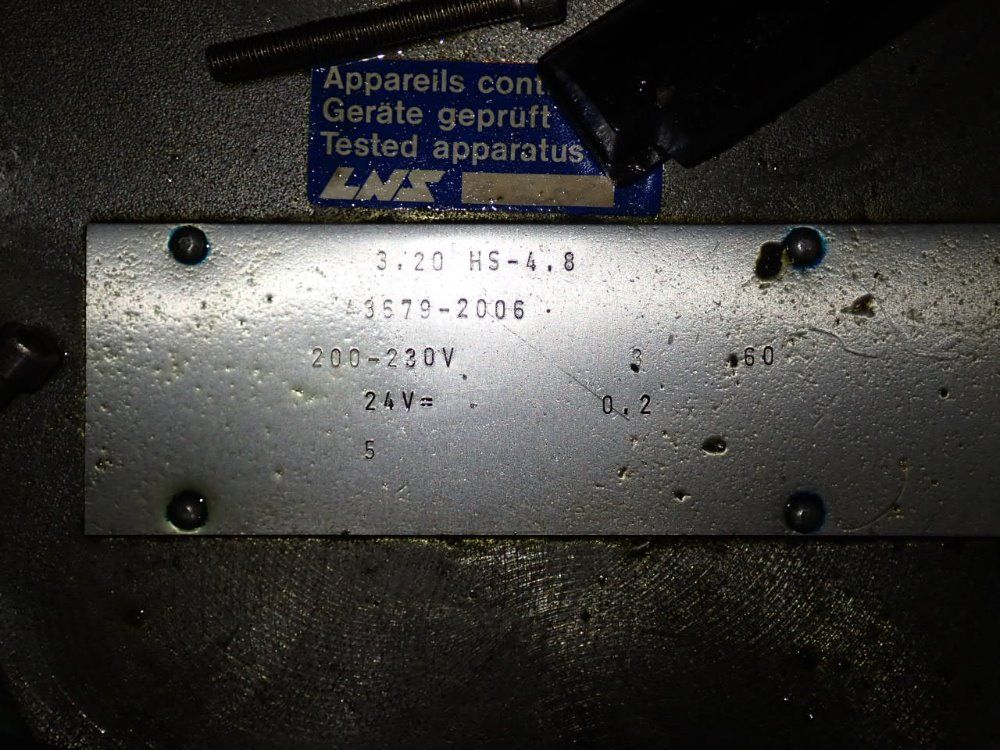 Appareils cont
Geräte geprüft
Tested apparatus
LNS
3.20 HS-4.8
43679-2006
200-230V 3 60
24V= 0,2
5